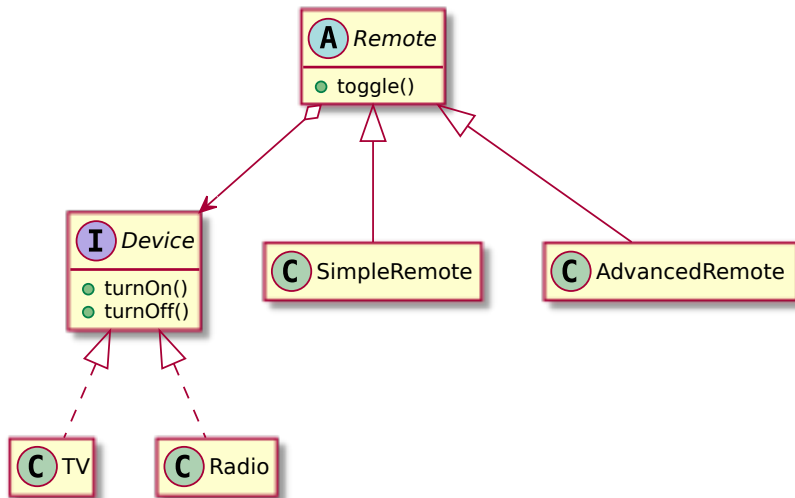 A Remote
toggle()
I Device
turnOn()
turnOff()
C SimpleRemote
C AdvancedRemote
C TV
C Radio